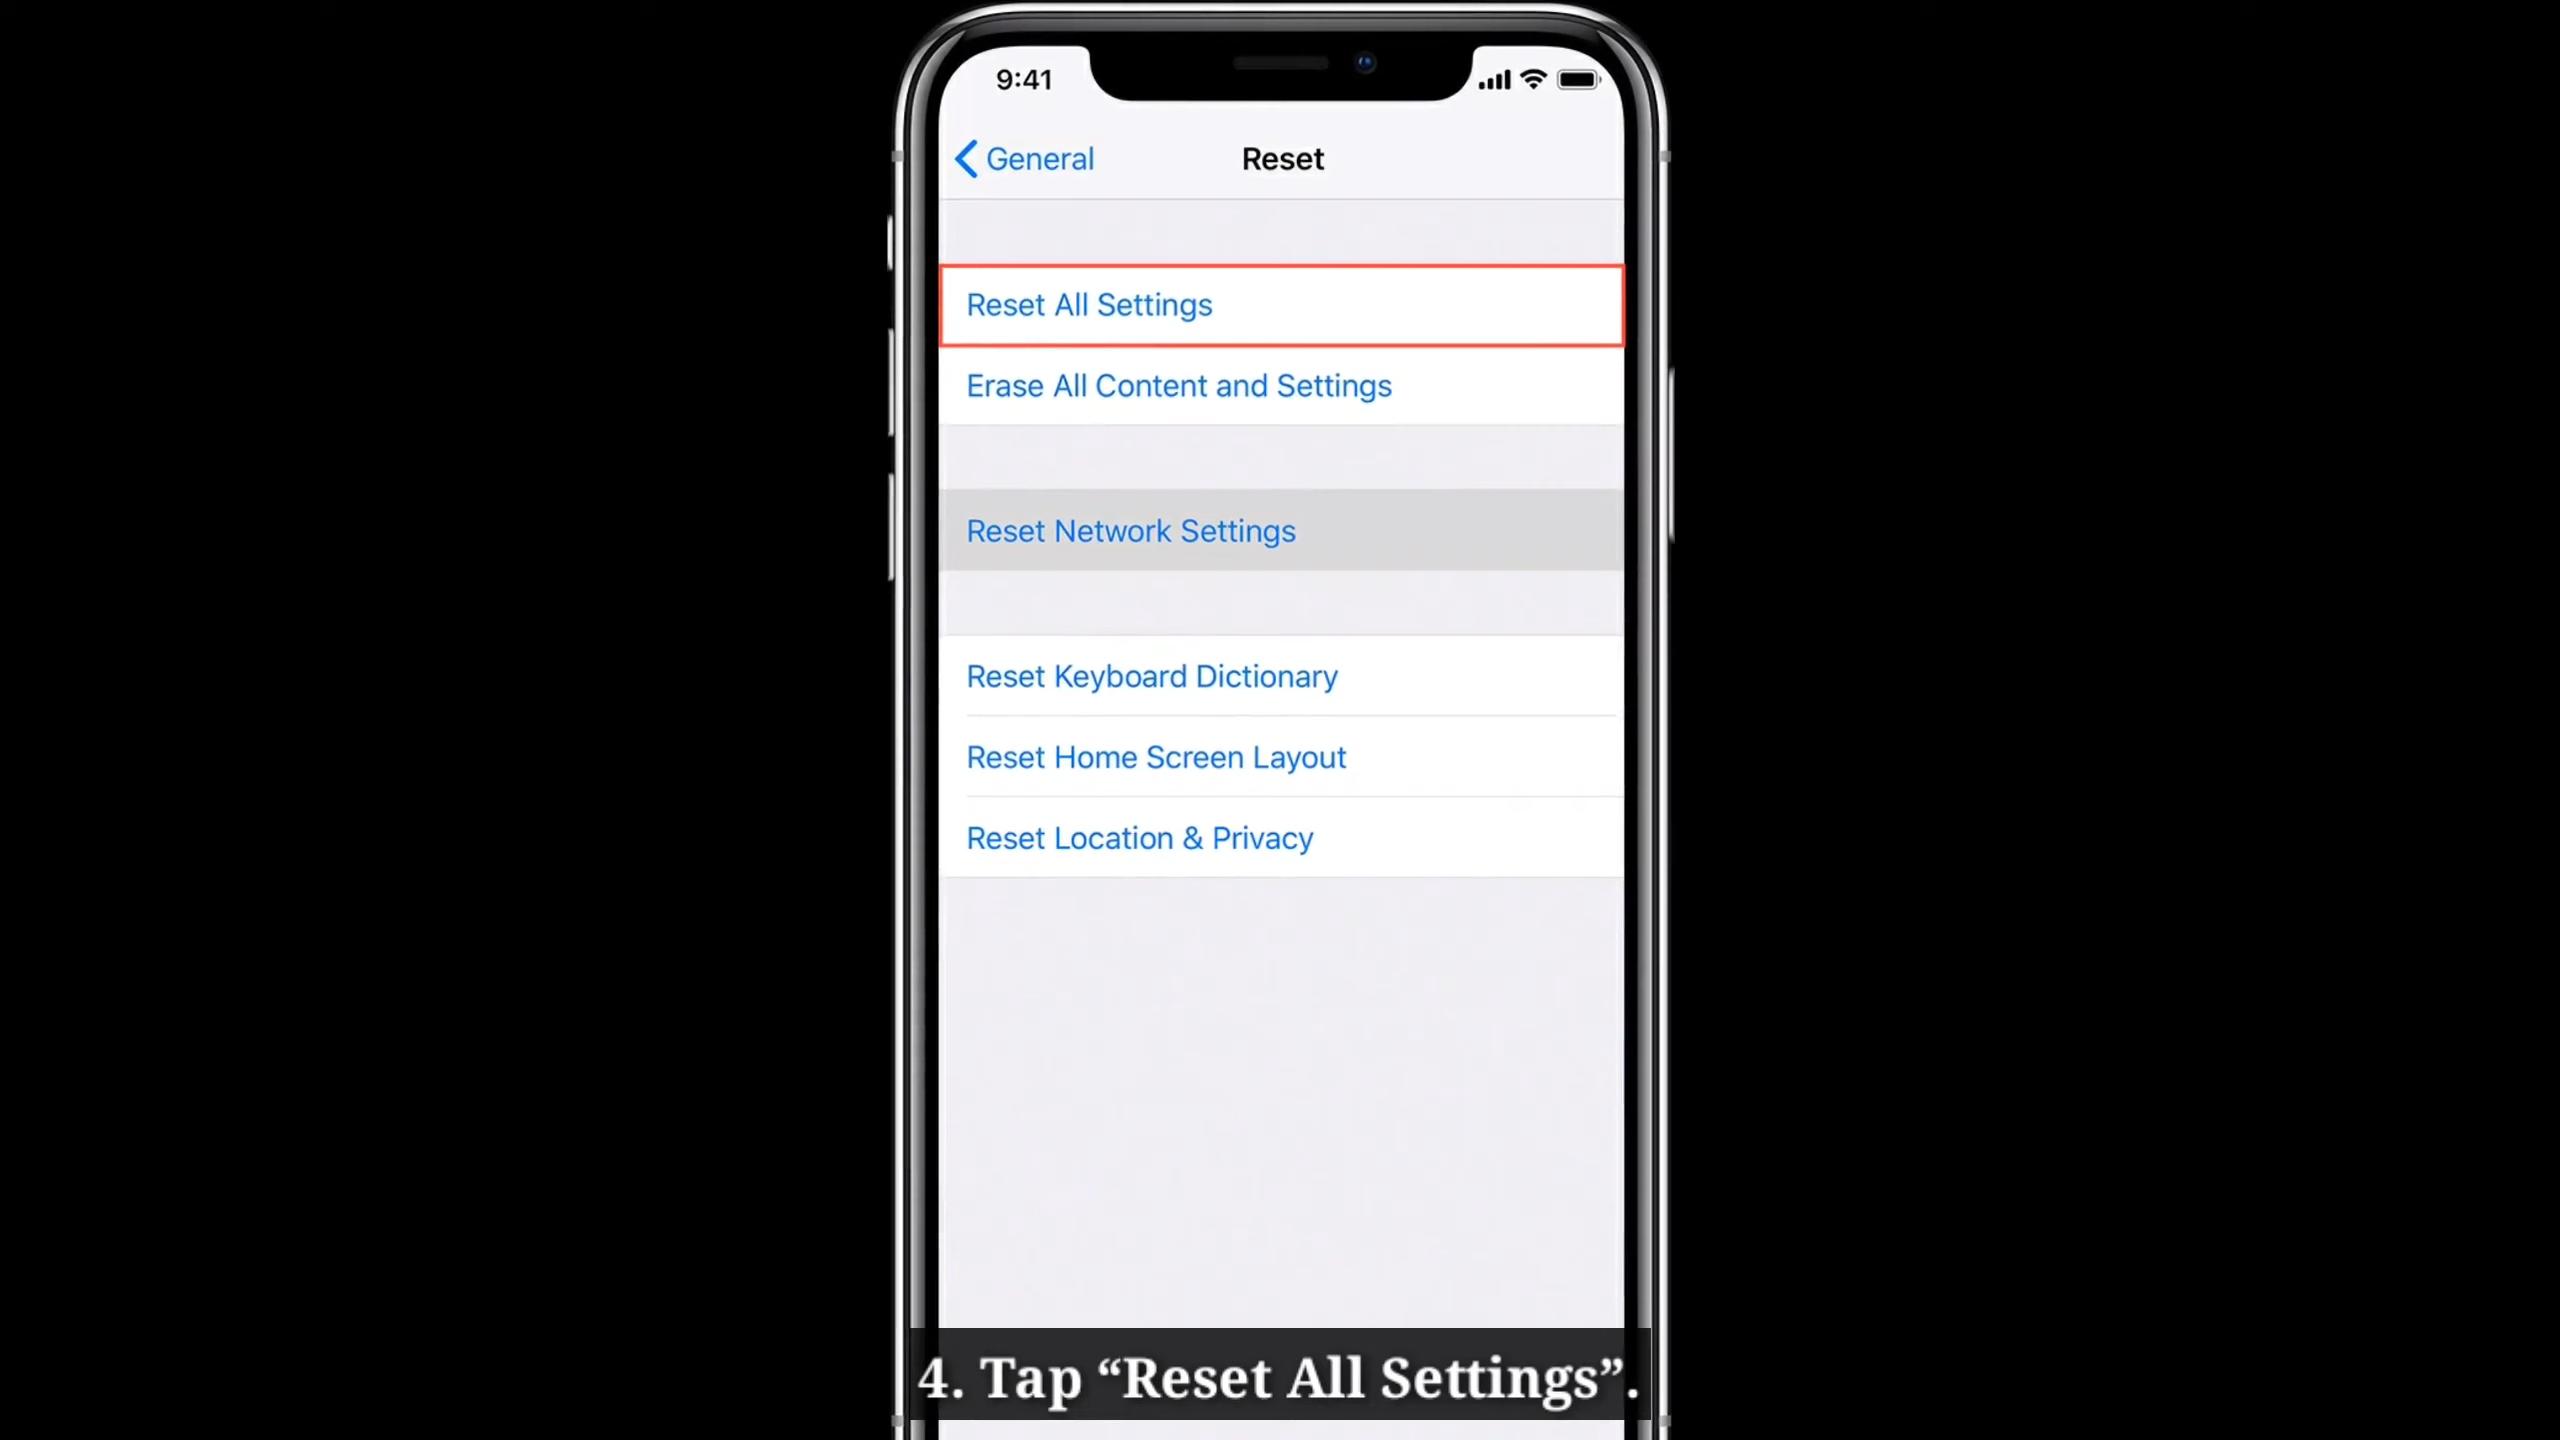 9:41
General
Reset
Reset All Settings
Erase All Content and Settings
Reset Network Settings
Reset Keyboard Dictionary
Reset Home Screen Layout
Reset Location & Privacy
4. Tap “Reset All Settings”.